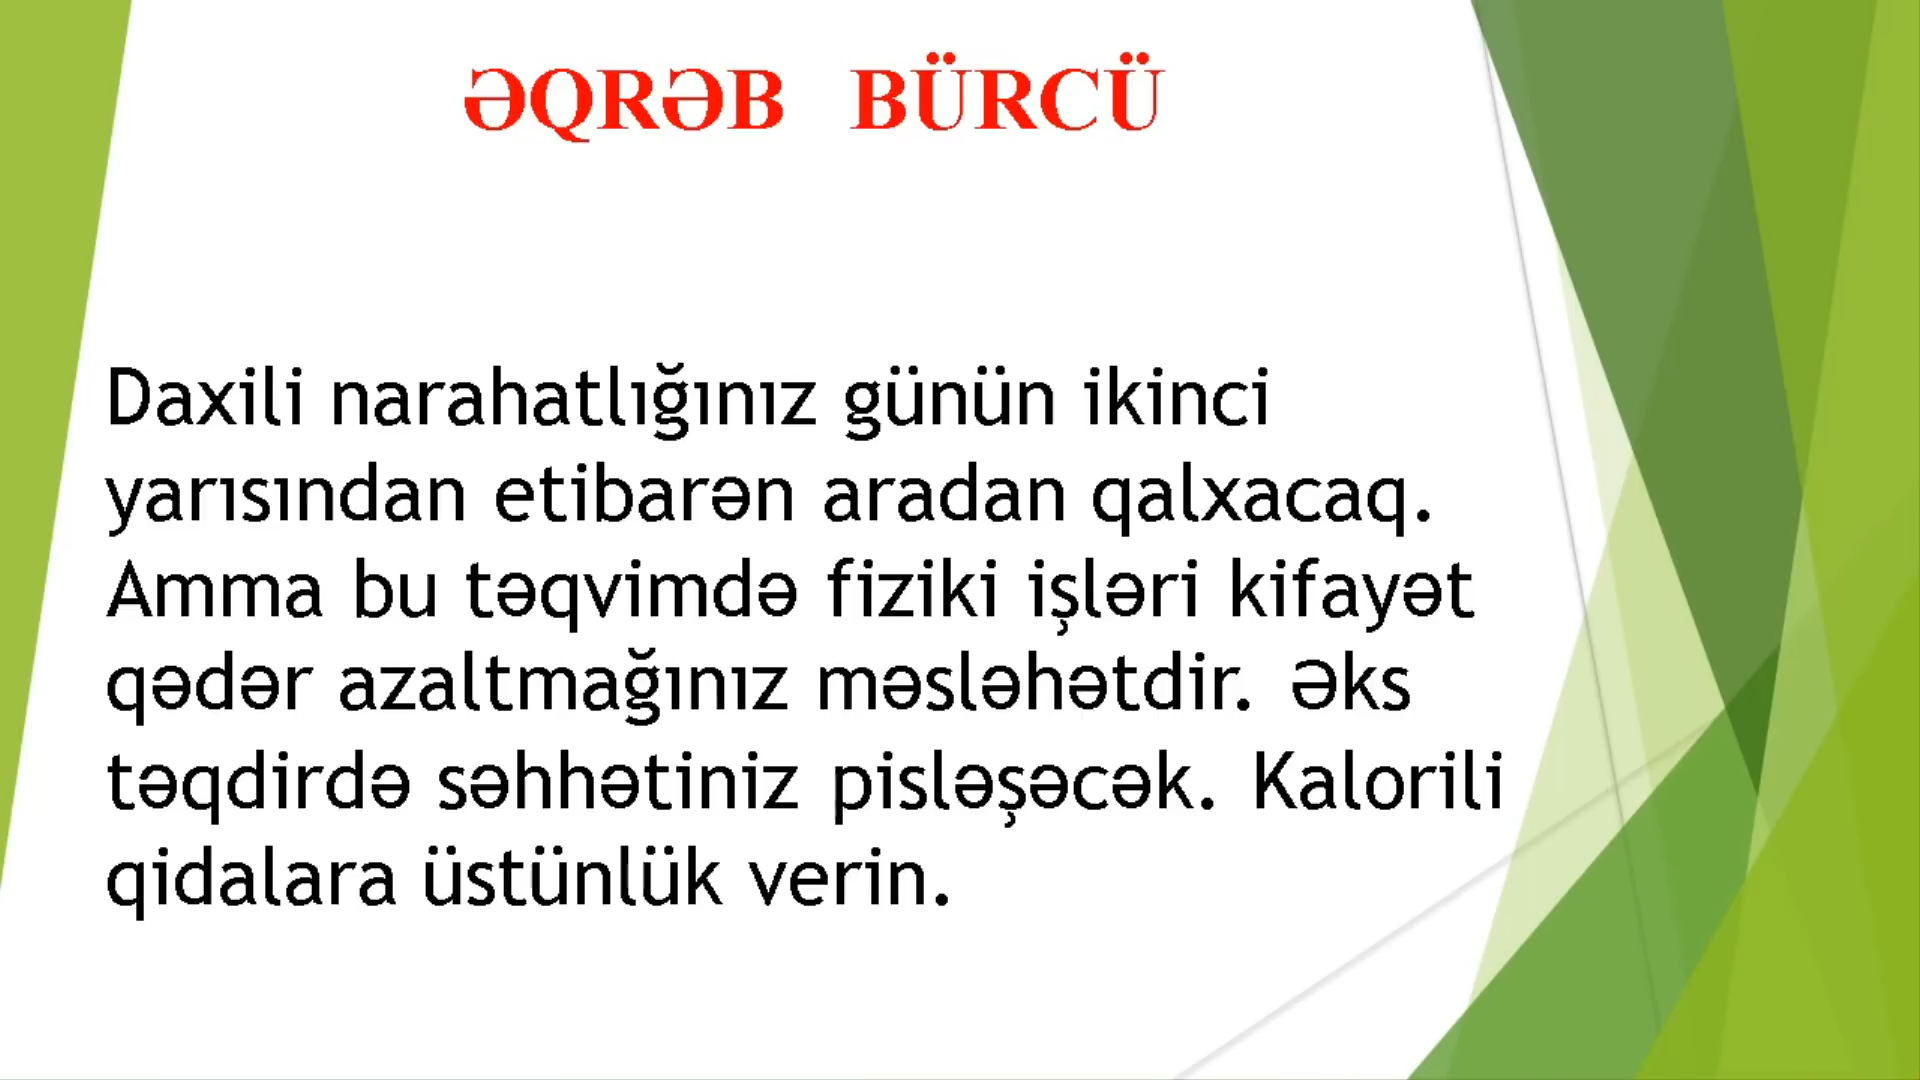 ƏQRƏB BÜRCÜ
Daxili narahatlığınız günün ikinci
yarısından etibarən aradan qalxacaq.
Amma bu təqvimdə fiziki işləri kifayət
qədər azaltmağınız məsləhətdir. Əks
təqdirdə səhhətiniz pisləşəcək. Kalorili
qidalara üstünlük verin.